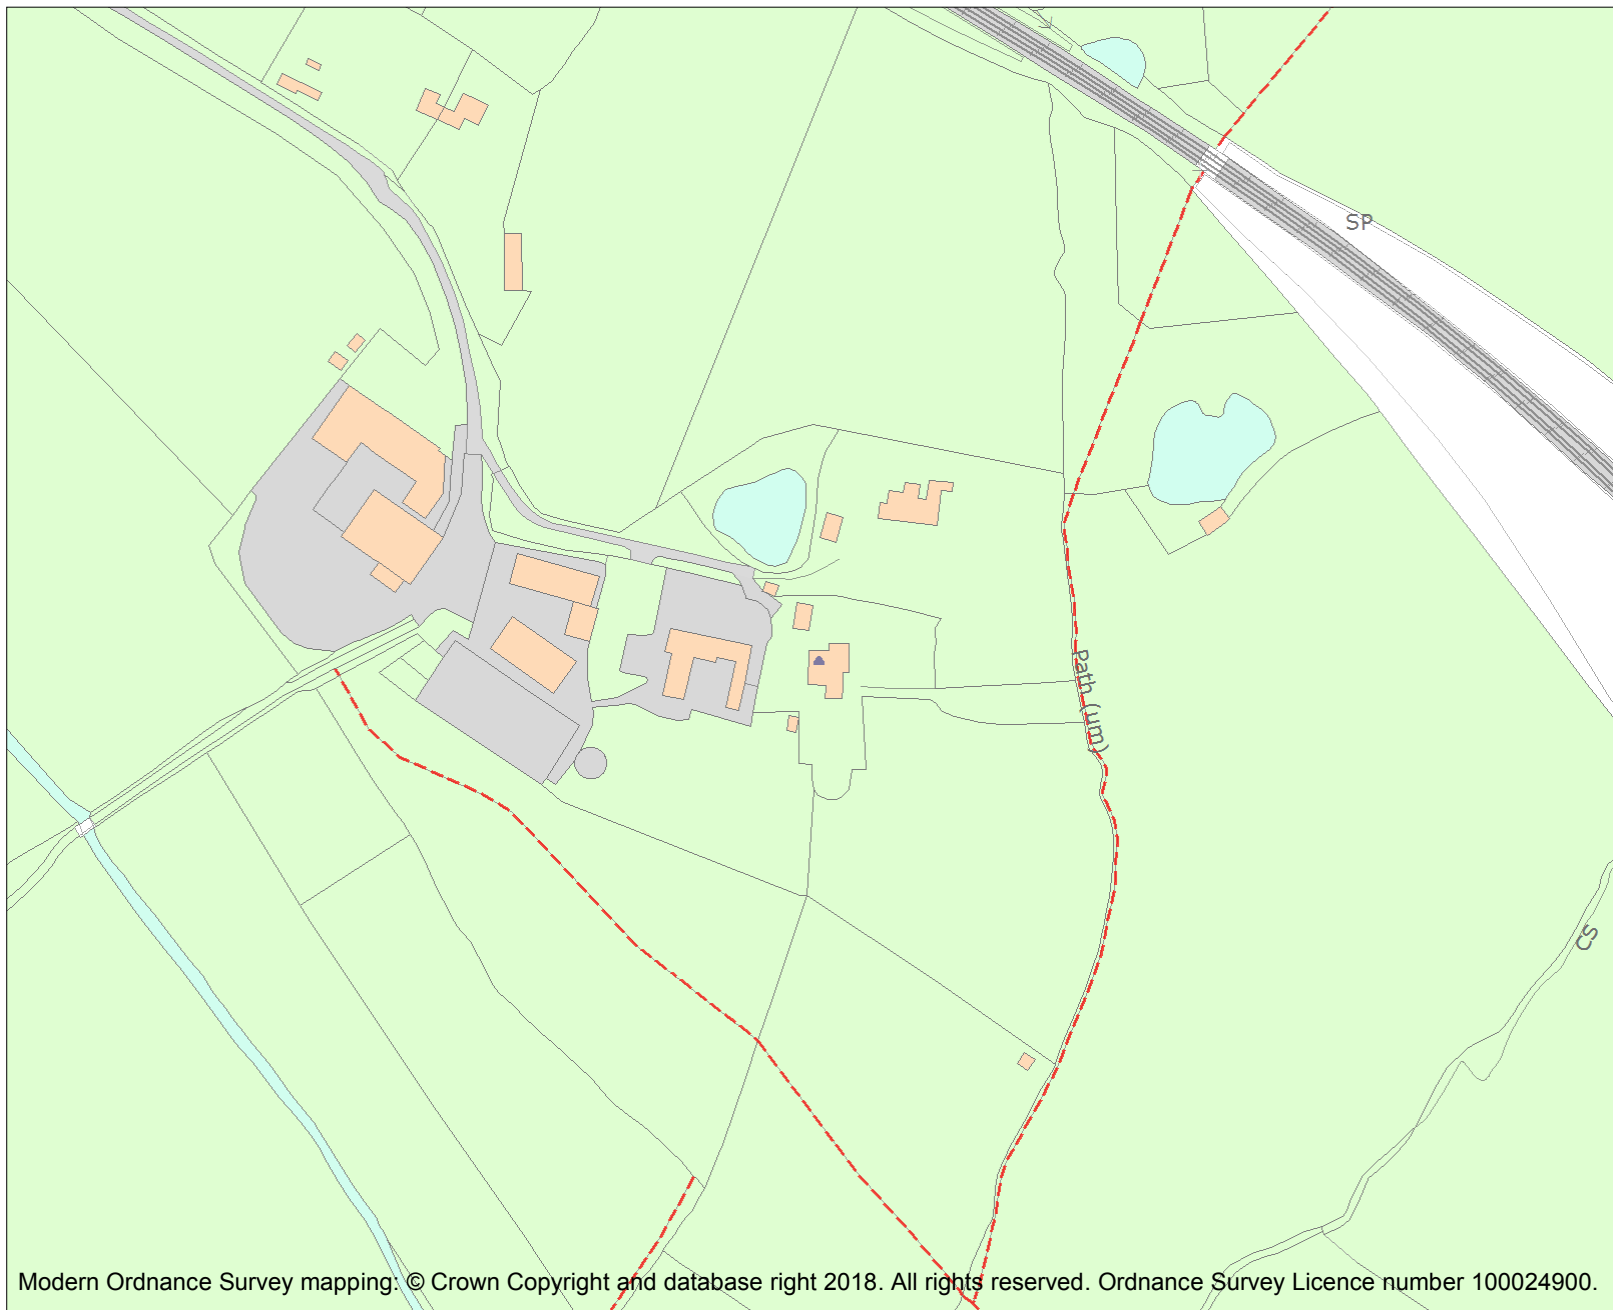 SP
Path (um)
CS
Modern Ordnance Survey mapping: © Crown Copyright and database right 2018. All rights reserved. Ordnance Survey Licence number 100024900.